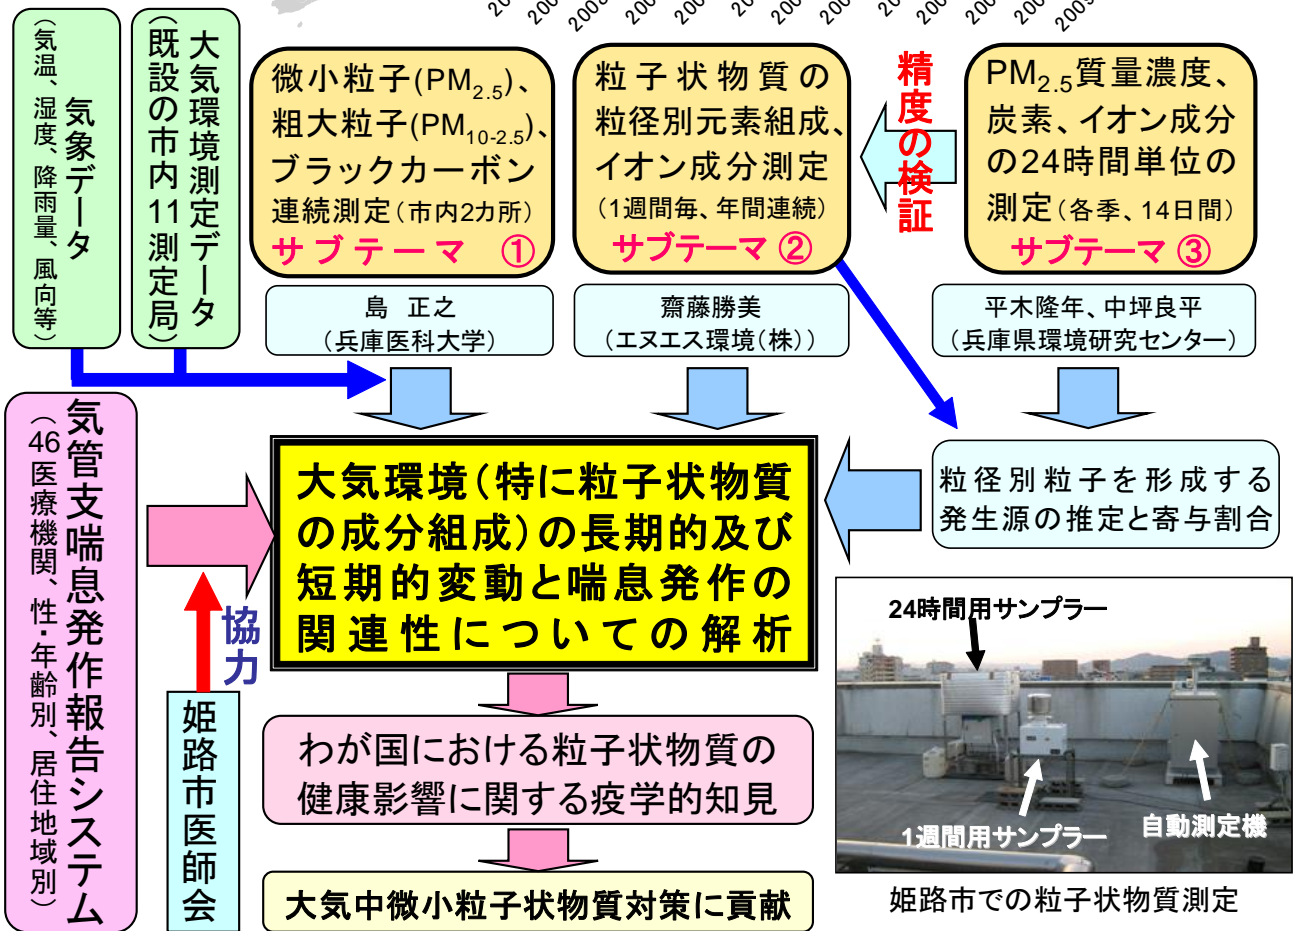 2008
2009
大気環境測定データ
(既設の市内11測定局)
気象データ
(気温、湿度、降雨量、風向等)
微小粒子(PM2.5)、
粗大粒子(PM10-2.5)、
ブラックカーボン
連続測定(市内2カ所)
サブテーマ ①
粒子状物質の
粒径別元素組成、
イオン成分測定
(1週間毎、年間連続)
サブテーマ ②
精度の検証
PM2.5質量濃度、
炭素、イオン成分
の24時間単位の
測定(各季、14日間)
サブテーマ ③
島 正之
(兵庫医科大学)
齋藤勝美
(エヌエス環境(株))
平木隆年、中坪良平
(兵庫県環境研究センター)
気管支喘息発作報告システム
(46医療機関、性・年齢別、居住地域別)
大気環境(特に粒子状物質
の成分組成)の長期的及び
短期的変動と喘息発作の
関連性についての解析
粒径別粒子を形成する
発生源の推定と寄与割合
協力
姫路市医師会
わが国における粒子状物質の
健康影響に関する疫学的知見
大気中微小粒子状物質対策に貢献
24時間用サンプラー
1週間用サンプラー
自動測定機
姫路市での粒子状物質測定